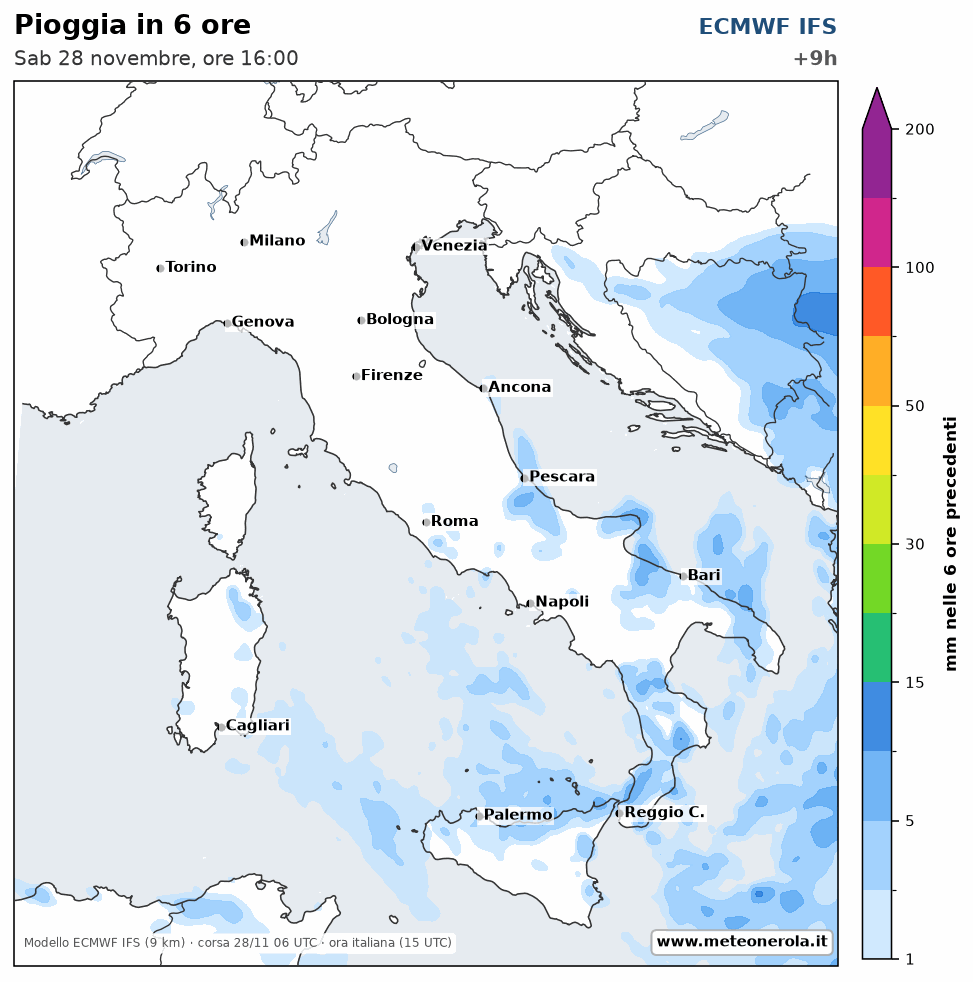 Pioggia in 6 ore
ECMWF IFS
Sab 28 novembre, ore 16:00
+9h
Milano
Venezia
Torino
Genova
Bologna
Firenze
Ancona
Pescara
Roma
Bari
Napoli
Cagliari
Palermo
Reggio C.
200
100
50
30
15
5
1
mm nelle 6 ore precedenti
Modello ECMWF IFS (9 km) · corsa 28/11 06 UTC · ora italiana (15 UTC)
www.meteonerola.it